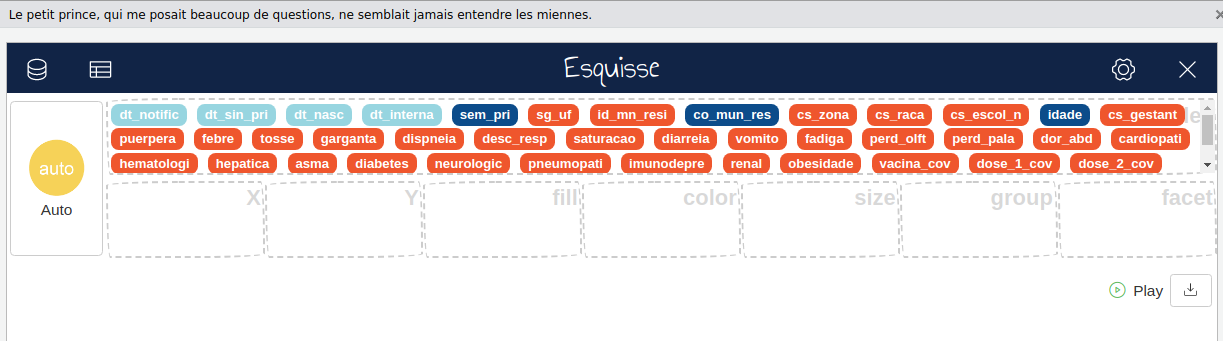 Le petit prince, qui me posait beaucoup de questions, ne semblait jamais entendre les miennes.
Esquisse
dt_notific dt_sin_pri dt_nasc dt_interna sem_pri sg_uf id_mn_resi co_mun_res cs_zona cs_raca cs_escol_n idade cs_gestant
puerpera febre tosse garganta dispneia desc_resp saturacao diarreia vomito fadiga perd_olft perd_pala dor_abd cardiopati
hematologi hepatica asma diabetes neurologic pneumopati imunodepre renal obesidade vacina_cov dose_1_cov dose_2_cov
auto
Auto
X Y fill color size group facet
Play